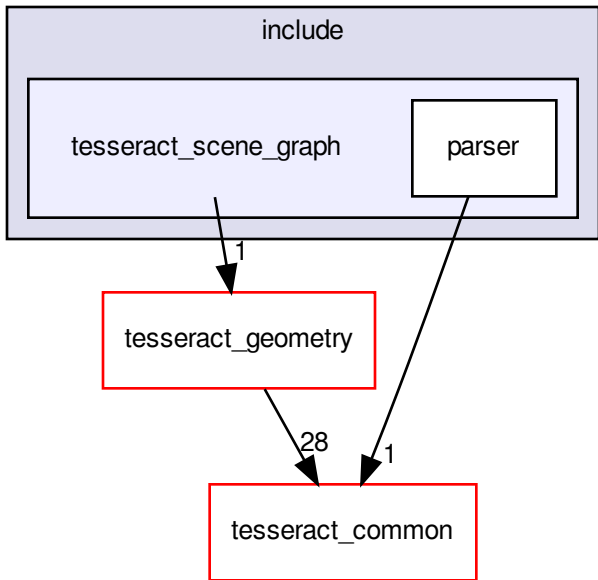 include
tesseract_scene_graph
parser
1
tesseract_geometry
28
1
tesseract_common